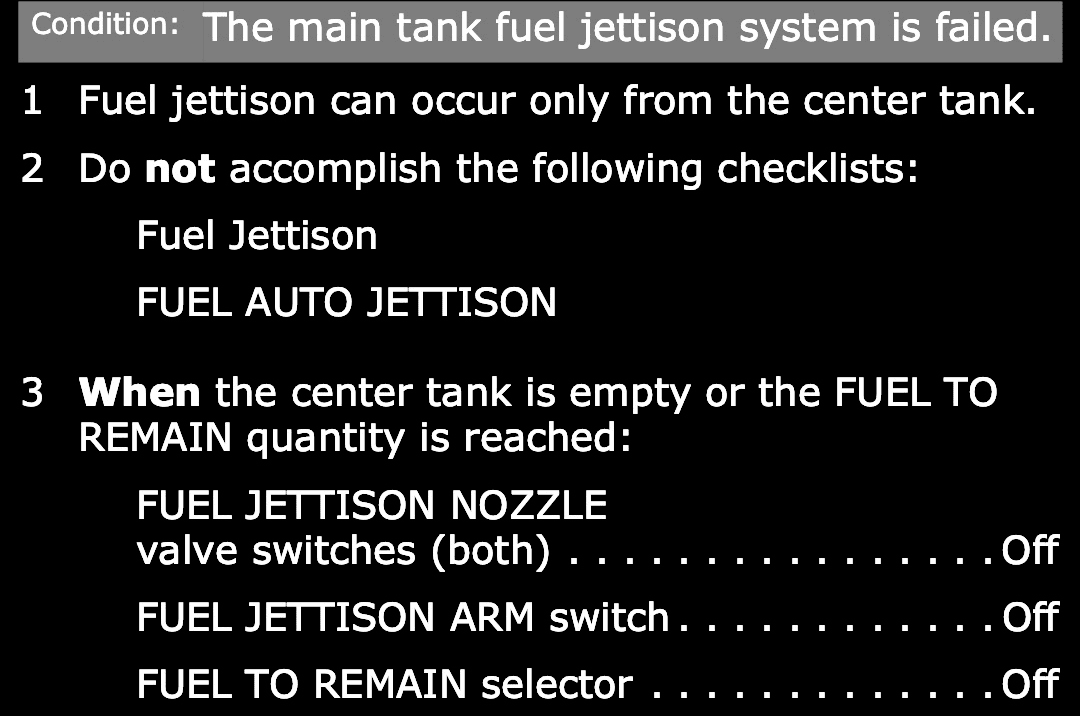 Condition: The main tank fuel jettison system is failed.
1 Fuel jettison can occur only from the center tank.
2 Do not accomplish the following checklists:
Fuel Jettison
FUEL AUTO JETTISON
3 When the center tank is empty or the FUEL TO
REMAIN quantity is reached:
FUEL JETTISON NOZZLE
valve switches (both) . . . . . . . . . . . . . . . . Off
FUEL JETTISON ARM switch . . . . . . . . . . . . Off
FUEL TO REMAIN selector . . . . . . . . . . . . . Off